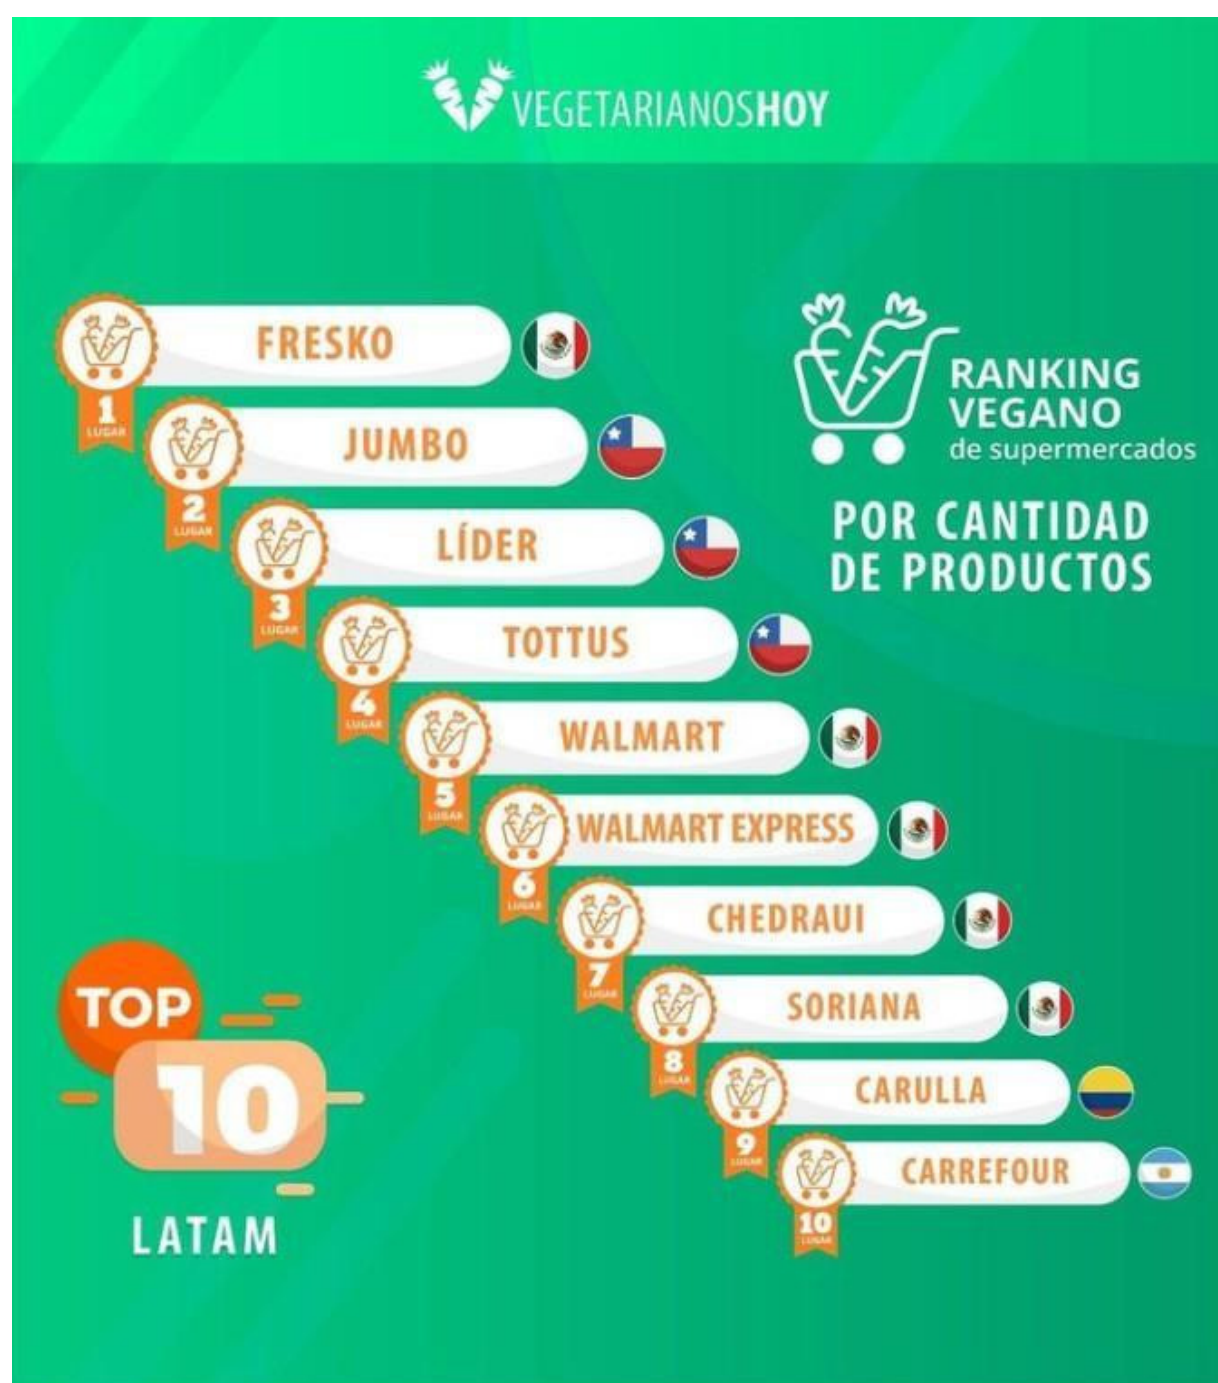 VEGETARIANOSHOY
RANKING
VEGANO
de supermercados
POR CANTIDAD
DE PRODUCTOS
FRESKO
1
LUGAR
JUMBO
2
LUGAR
LÍDER
3
LUGAR
TOTTUS
4
LUGAR
WALMART
5
LUGAR
WALMART EXPRESS
6
LUGAR
CHEDRAUI
7
LUGAR
SORIANA
8
LUGAR
CARULLA
9
LUGAR
CARREFOUR
10
LUGAR
TOP
10
LATAM